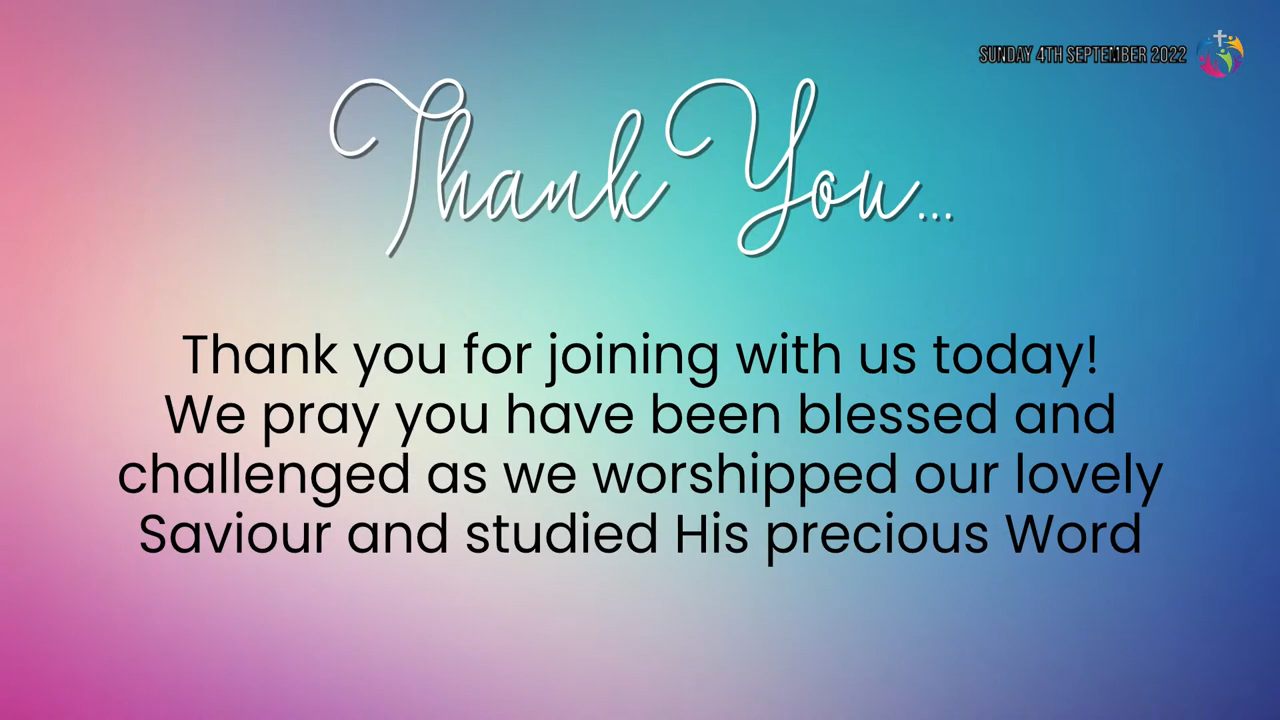 SUNDAY 4TH SEPTEMBER 2022
Thank You...
Thank you for joining with us today!
We pray you have been blessed and
challenged as we worshipped our lovely
Saviour and studied His precious Word